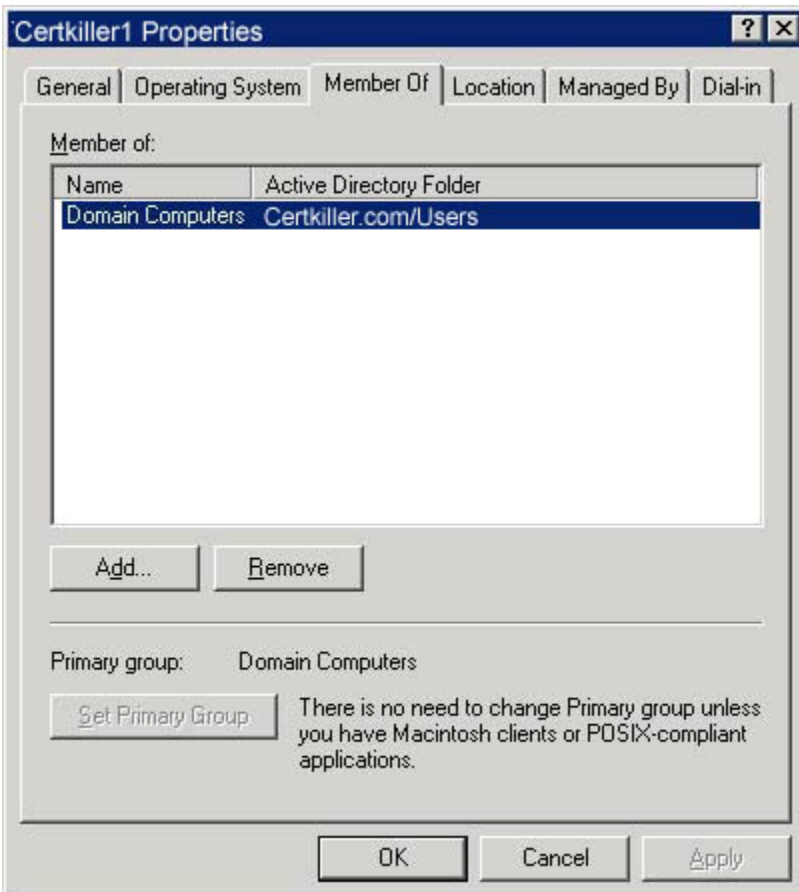 Certkiller1 Properties
General Operating System Member Of Location Managed By Dial-in
Member of:
Name Active Directory Folder
Domain Computers Certkiller.com/Users
Add... Remove
Primary group: Domain Computers
Set Primary Group
There is no need to change Primary group unless
you have Macintosh clients or POSIX-compliant
applications.
OK Cancel Apply